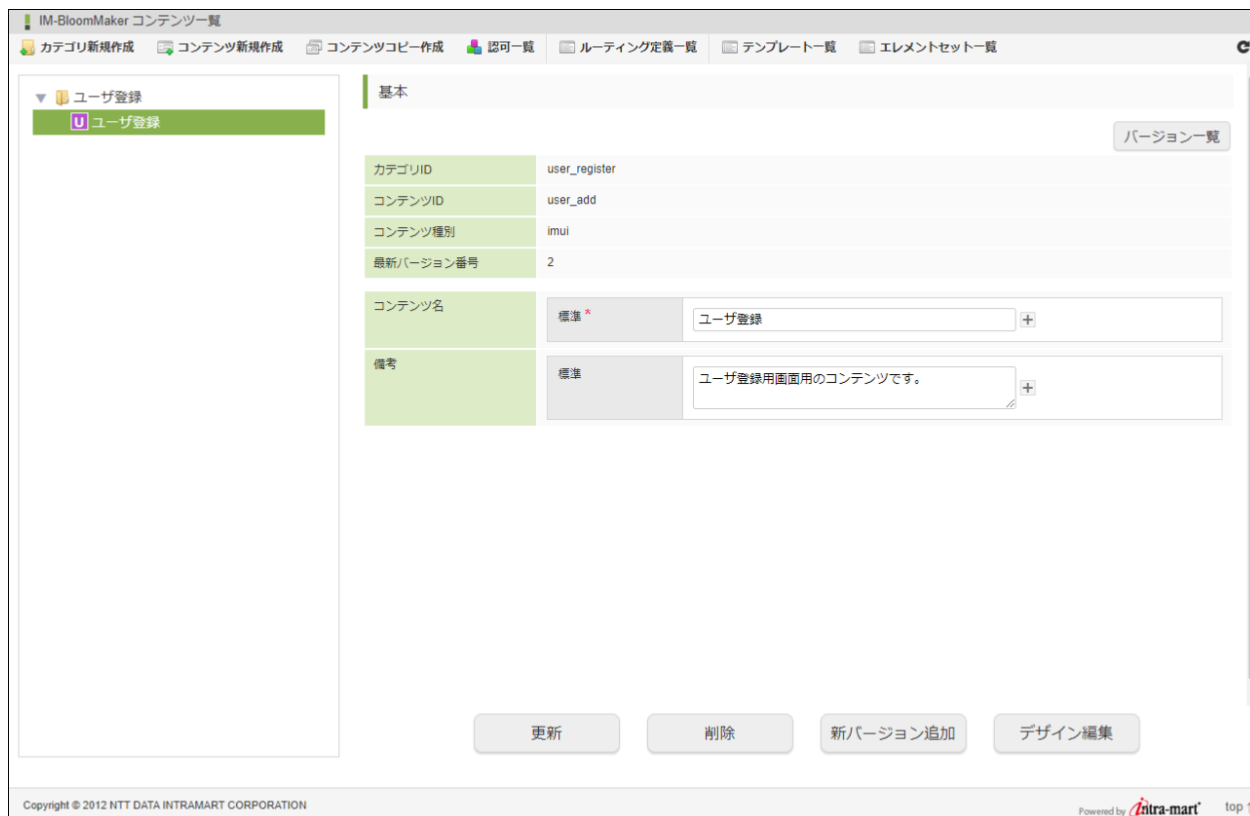 IM-BloomMaker コンテンツ一覧
カテゴリ新規作成 コンテンツ新規作成 コンテンツコピー作成 認可一覧 ルーティング定義一覧 テンプレート一覧 エレメントセット一覧
ユーザ登録
U ユーザ登録
基本
バージョン一覧
カテゴリID user_register
コンテンツID user_add
コンテンツ種別 imui
最新バージョン番号 2
コンテンツ名 標準* ユーザ登録
備考 標準 ユーザ登録用画面用のコンテンツです。
更新 削除 新バージョン追加 デザイン編集
Copyright © 2012 NTT DATA INTRAMART CORPORATION
Powered by intra-mart top